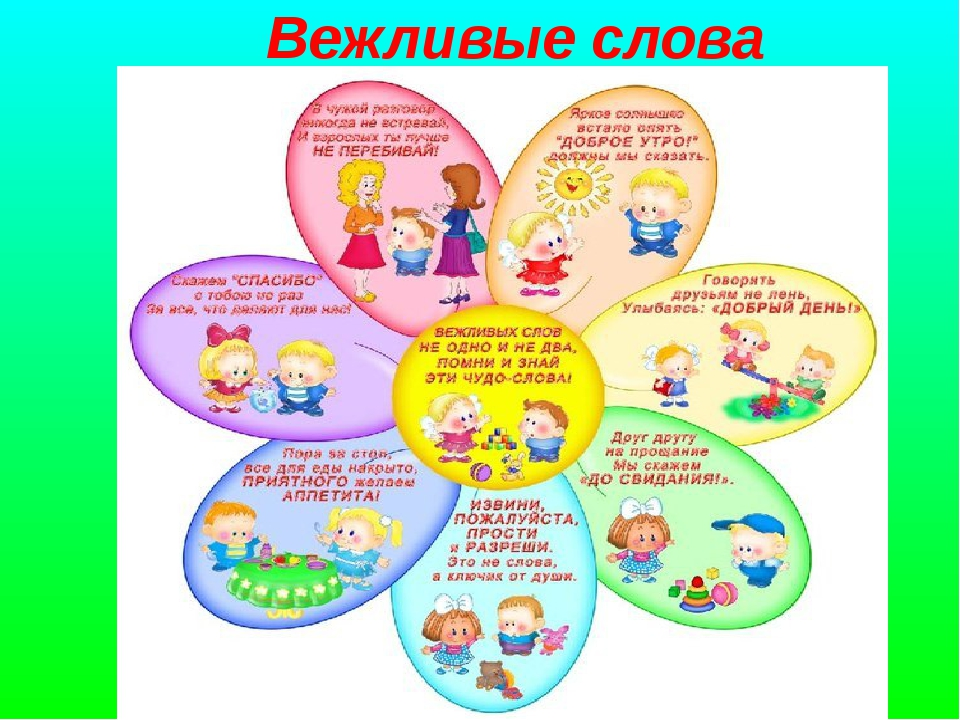 Вежливые слова
В чужой разговор
никогда не встревай,
И взрослых ты лучше
НЕ ПЕРЕБИВАЙ!
Яркое солнышко
встало опять
"ДОБРОЕ УТРО!"
должны мы сказать.
Скажем "СПАСИБО"
с тобою не раз
За все, что делают для нас!
Говорять
друзьям не лень,
Улыбаясь: «ДОБРЫЙ ДЕНЬ!»
ВЕЖЛИВЫХ СЛОВ
НЕ ОДНО И НЕ ДВА,
ПОМНИ И ЗНАЙ
ЭТИ ЧУДО-СЛОВА!
Пора за стол,
все для еды накрыто,
ПРИЯТНОГО желаем
АППЕТИТА!
Друг другу
на прощание
Мы скажем
«ДО СВИДАНИЯ!».
ИЗВИНИ,
ПОЖАЛУЙСТА,
ПРОСТИ
и РАЗРЕШИ.
Это не слова,
а ключик от души.